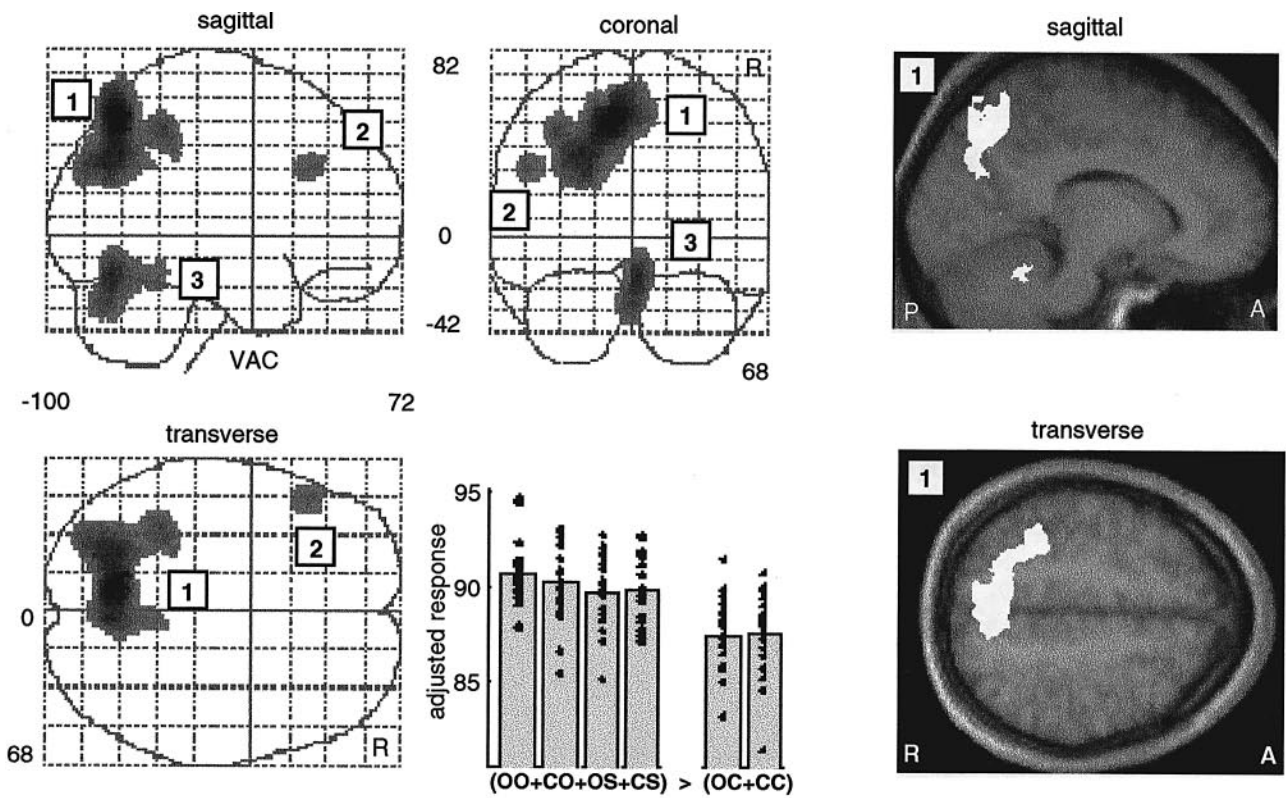 sagittal
coronal
sagittal
82
R
1
1
1
2
2
0
3
3
-42
P
A
VAC
68
-100
72
transverse
transverse
95
1
2
90
1
0
adjusted response
85
68
R
R
A
(OO+CO+OS+CS) > (OC+CC)